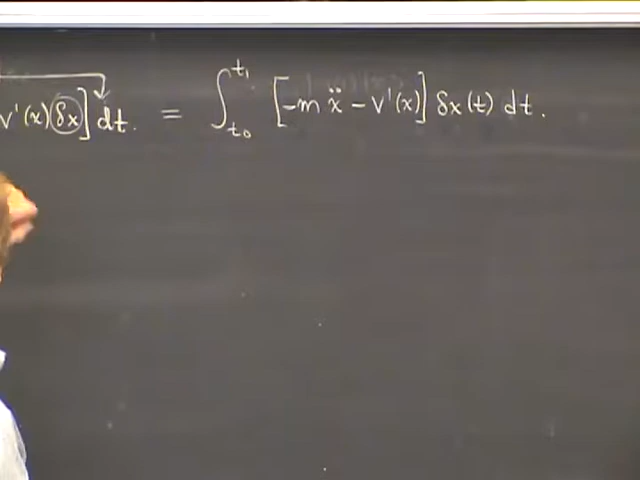 V'(x) δx] dt. = ∫_{t₀}^{t₁} [-m ẍ - V'(x)] δx(t) dt.